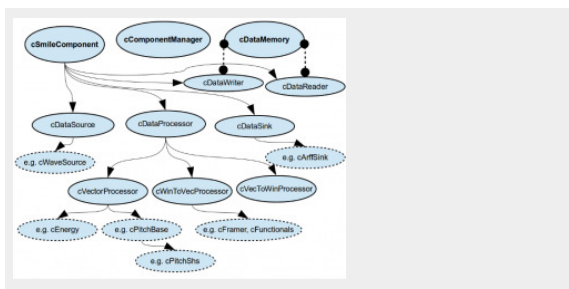 cSmileComponent
cComponentManager
cDataMemory
cDataWriter
cDataReader
cDataSource
cDataProcessor
cDataSink
e.g. cWaveSource
e.g. cArffSink
cVectorProcessor
cWinToVecProcessor
cVecToWinProcessor
e.g. cEnergy
e.g. cPitchBase
e.g. cFramer, cFunctionals
e.g. cPitchShs